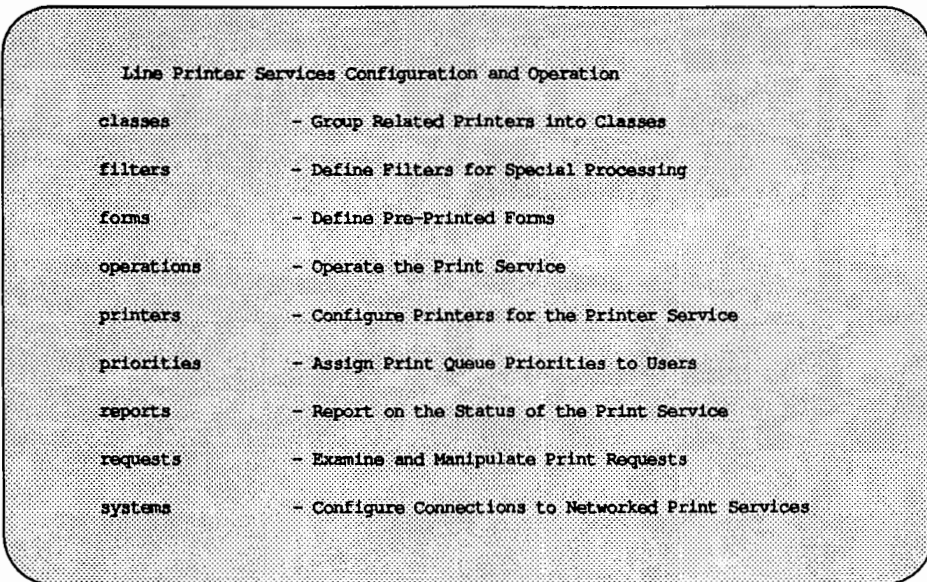 Line Printer Services Configuration and Operation
classes - Group Related Printers into Classes
filters - Define Filters for Special Processing
forms - Define Pre-Printed Forms
operations - Operate the Print Service
printers - Configure Printers for the Printer Service
priorities - Assign Print Queue Priorities to Users
reports - Report on the Status of the Print Service
requests - Examine and Manipulate Print Requests
systems - Configure Connections to Networked Print Services